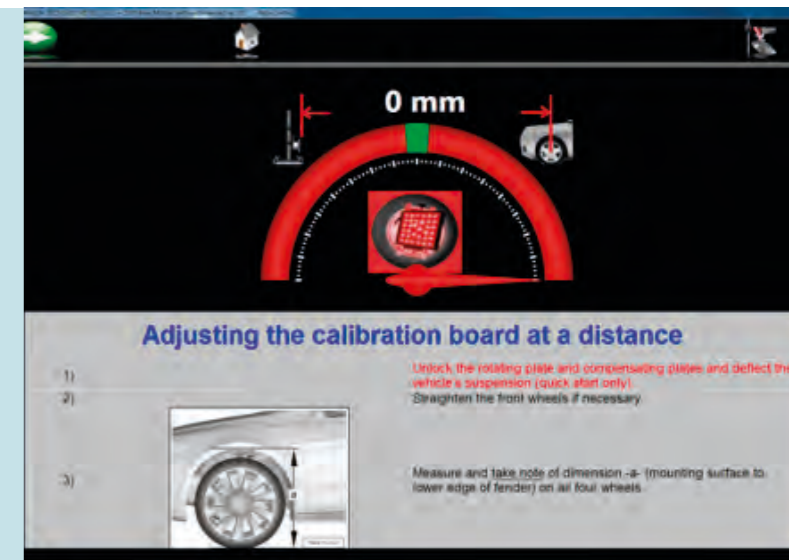 0 mm
Adjusting the calibration board at a distance
1)
Unlock the rotating plate and compensating plates and deflect the
vehicle's suspension (quick start only).
2)
Straighten the front wheels if necessary.
3)
Measure and take note of dimension -a- (mounting surface to
lower edge of fender) on all four wheels.